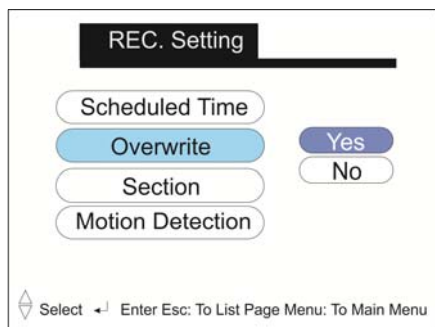 REC. Setting
Scheduled Time
Overwrite
Yes
No
Section
Motion Detection
Select Enter Esc: To List Page Menu: To Main Menu